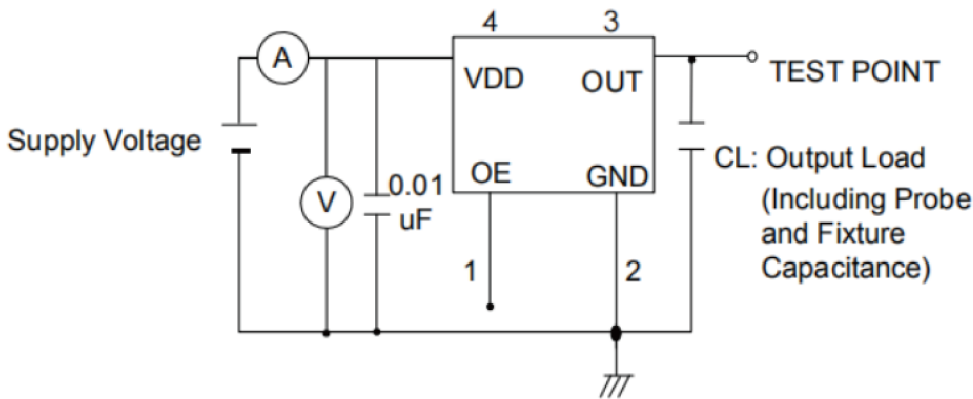 4
3
A
VDD
OUT
TEST POINT
Supply Voltage
V
0.01
uF
OE
GND
CL: Output Load
(Including Probe
and Fixture
Capacitance)
1
2